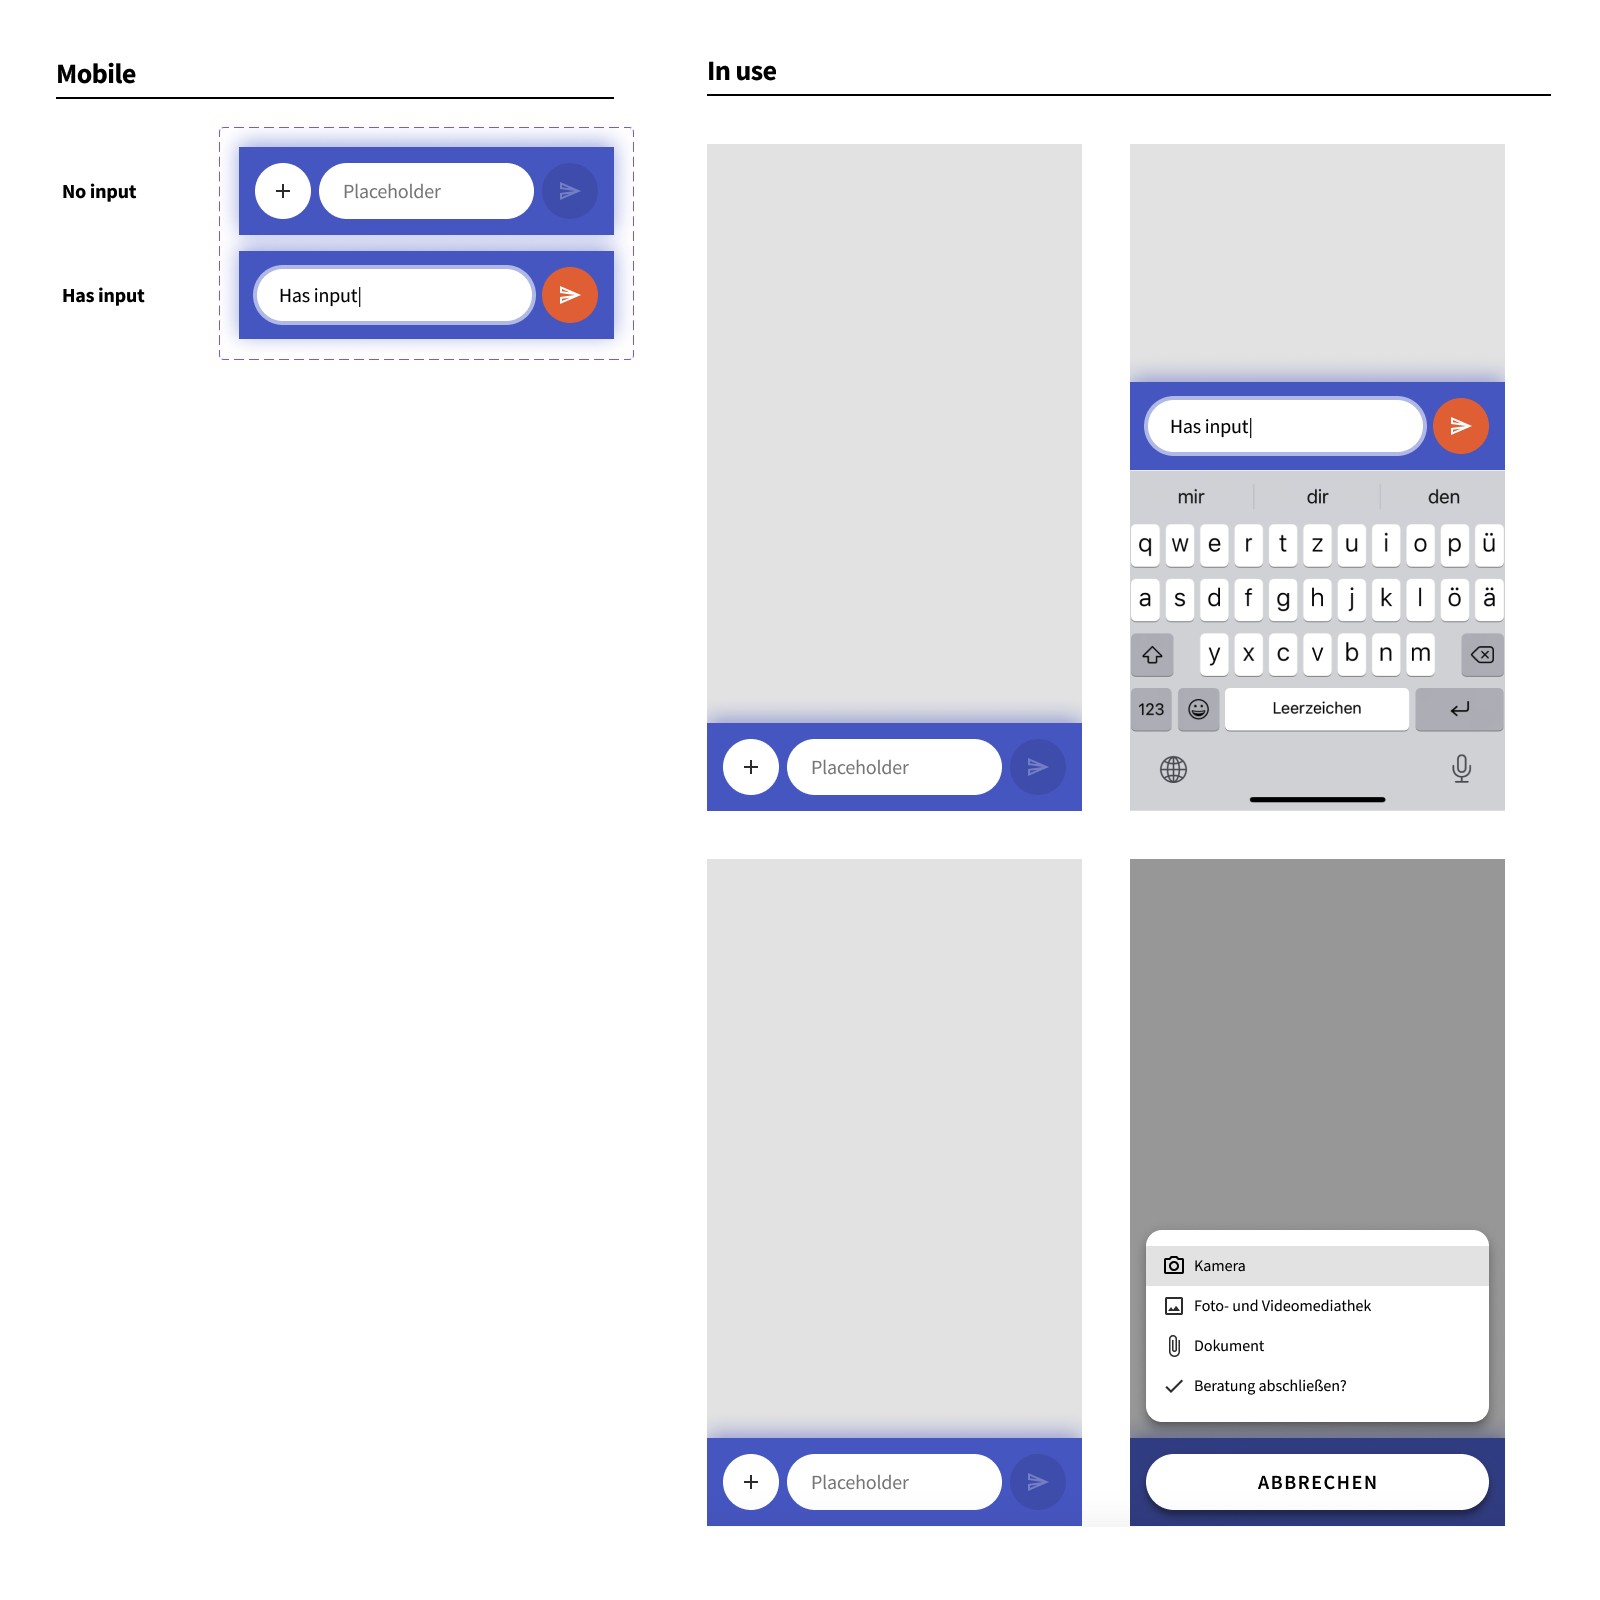 Mobile
No input
Placeholder
Has input
Has input
In use
Placeholder
Has input
mir dir den
q w e r t z u i o p ü
a s d f g h j k l ö ä
y x c v b n m
123 Leerzeichen
Placeholder
Kamera
Foto- und Videomediathek
Dokument
Beratung abschließen?
ABBRECHEN